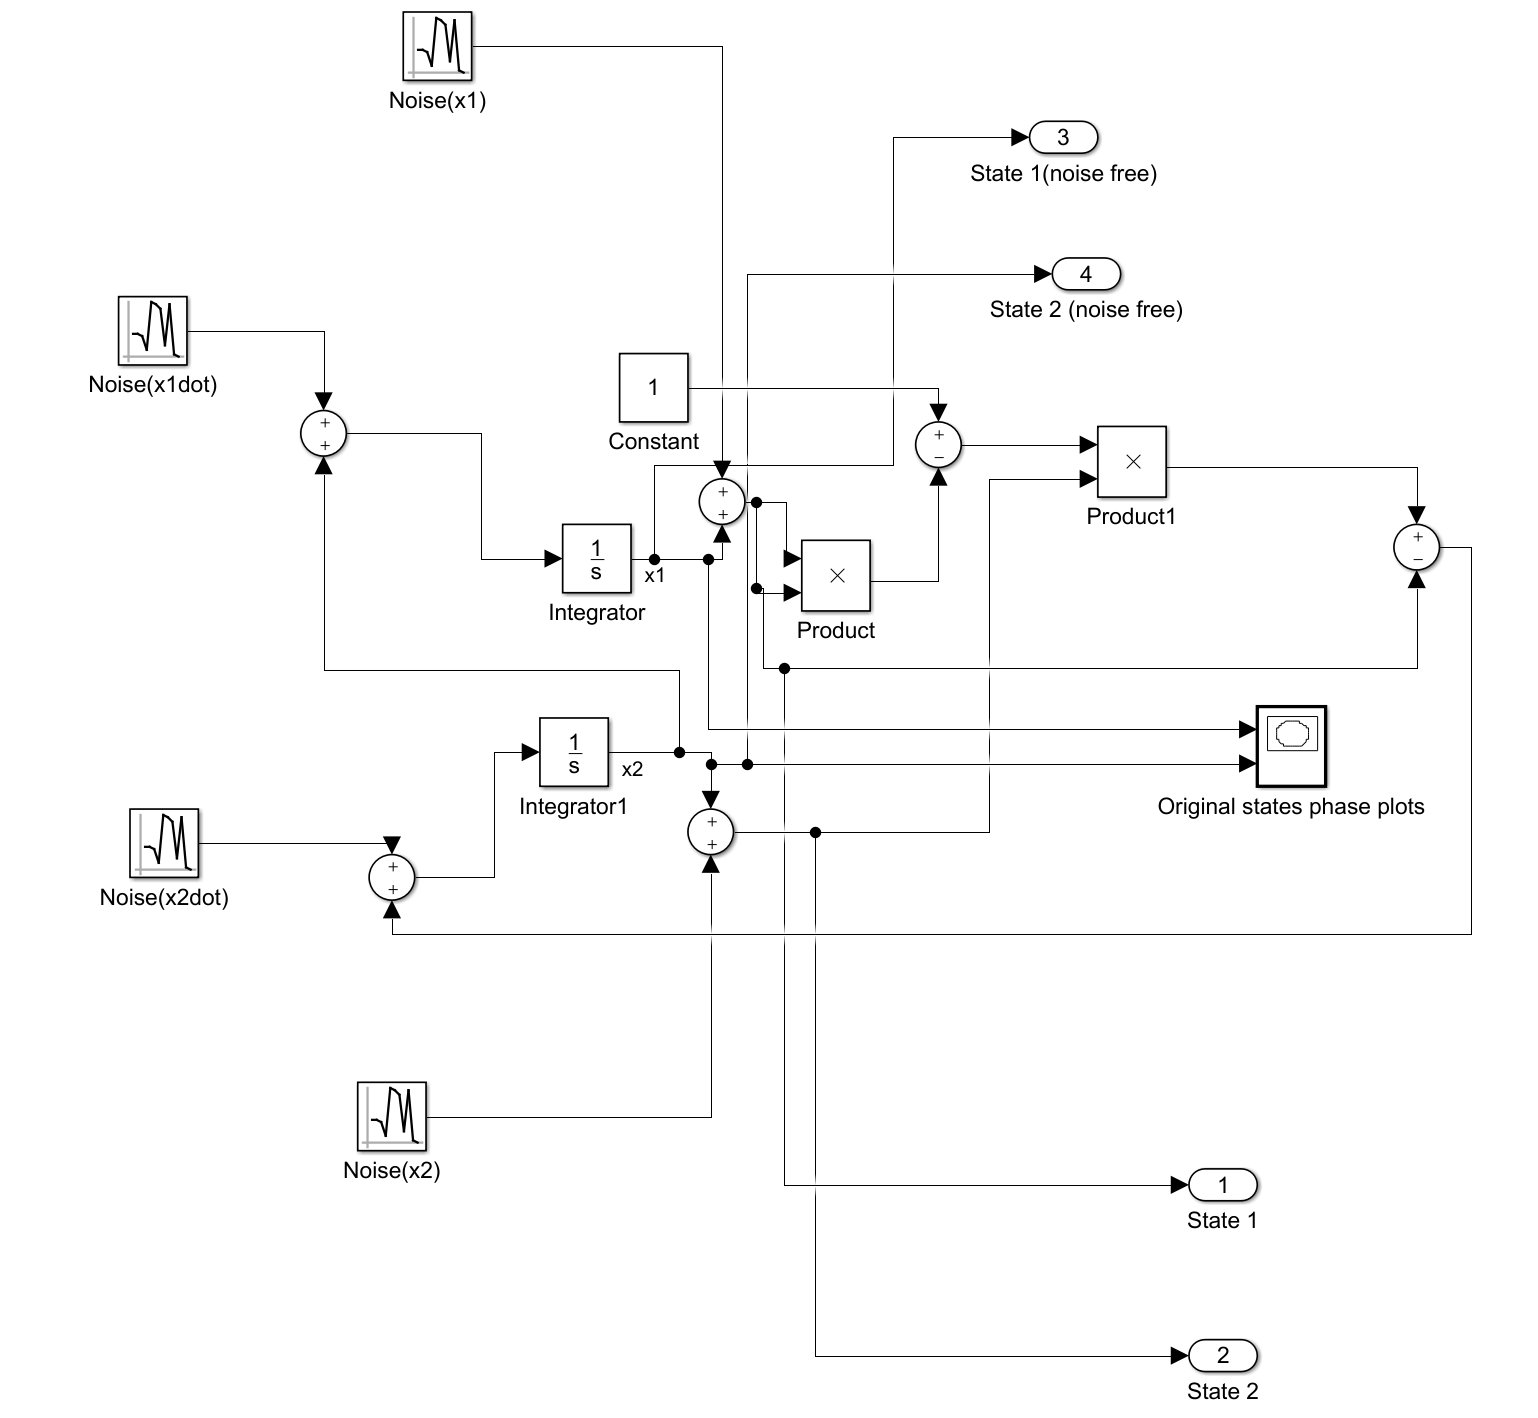 Noise(x1)
3
State 1(noise free)
4
State 2 (noise free)
Noise(x1dot)
1
Constant
+
+
+
−
×
Product1
+
+
1
s
x1
Integrator
×
Product
+
−
1
s
x2
Integrator1
Original states phase plots
+
+
Noise(x2dot)
+
+
Noise(x2)
1
State 1
2
State 2